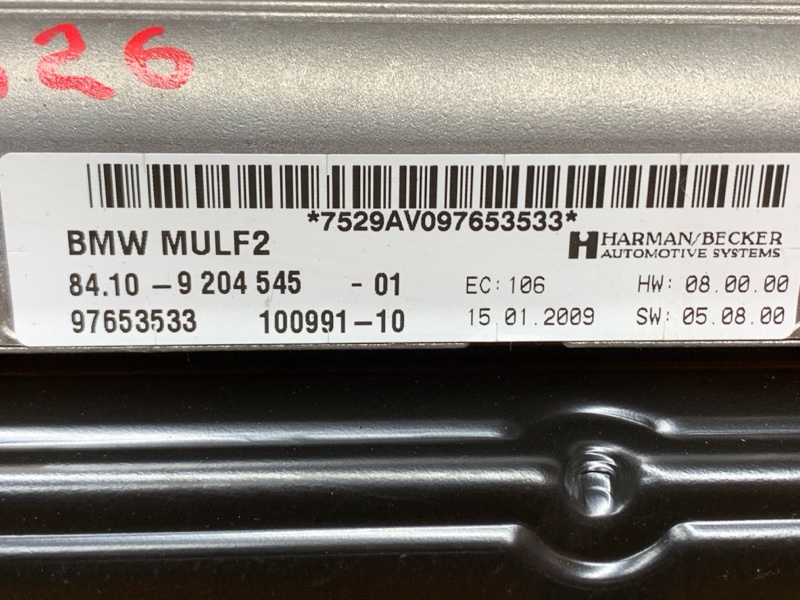 26
*7529AV097653533*
BMW MULF2
HARMAN/BECKER
AUTOMOTIVE SYSTEMS
84.10 - 9 204 545 - 01 EC: 106 HW: 08.00.00
97653533 100991-10 15.01.2009 SW: 05.08.00